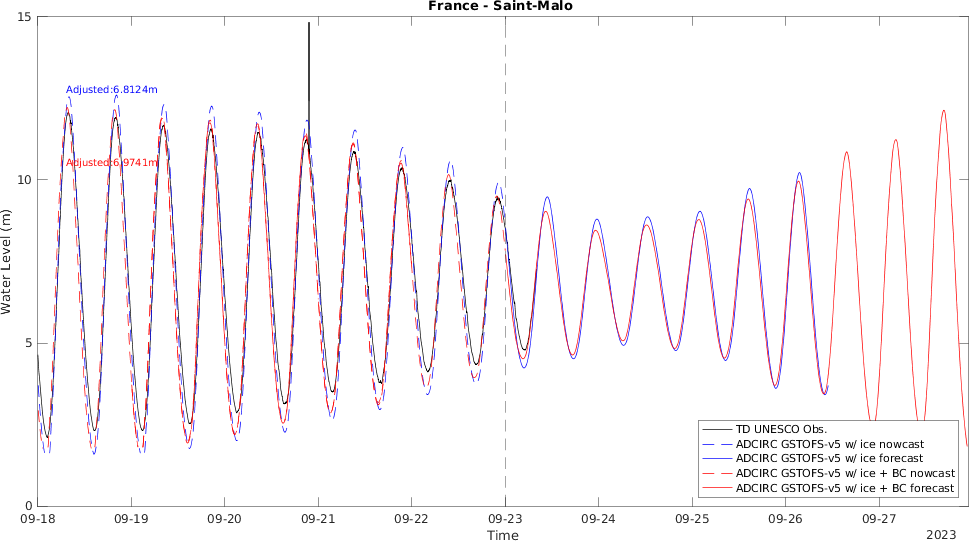 France - Saint-Malo
15
10
5
0
Water Level (m)
Adjusted:6.8124m
Adjusted:6.9741m
TD UNESCO Obs.
ADCIRC GSTOFS-v5 w/ ice nowcast
ADCIRC GSTOFS-v5 w/ ice forecast
ADCIRC GSTOFS-v5 w/ ice + BC nowcast
ADCIRC GSTOFS-v5 w/ ice + BC forecast
09-18 09-19 09-20 09-21 09-22 09-23 09-24 09-25 09-26 09-27
Time
2023